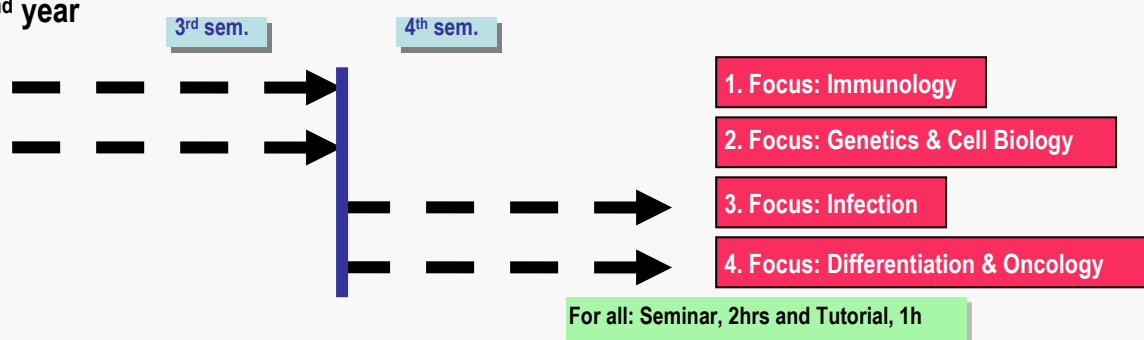 nd year
3rd sem.
4th sem.
1. Focus: Immunology
2. Focus: Genetics & Cell Biology
3. Focus: Infection
4. Focus: Differentiation & Oncology
For all: Seminar, 2hrs and Tutorial, 1h